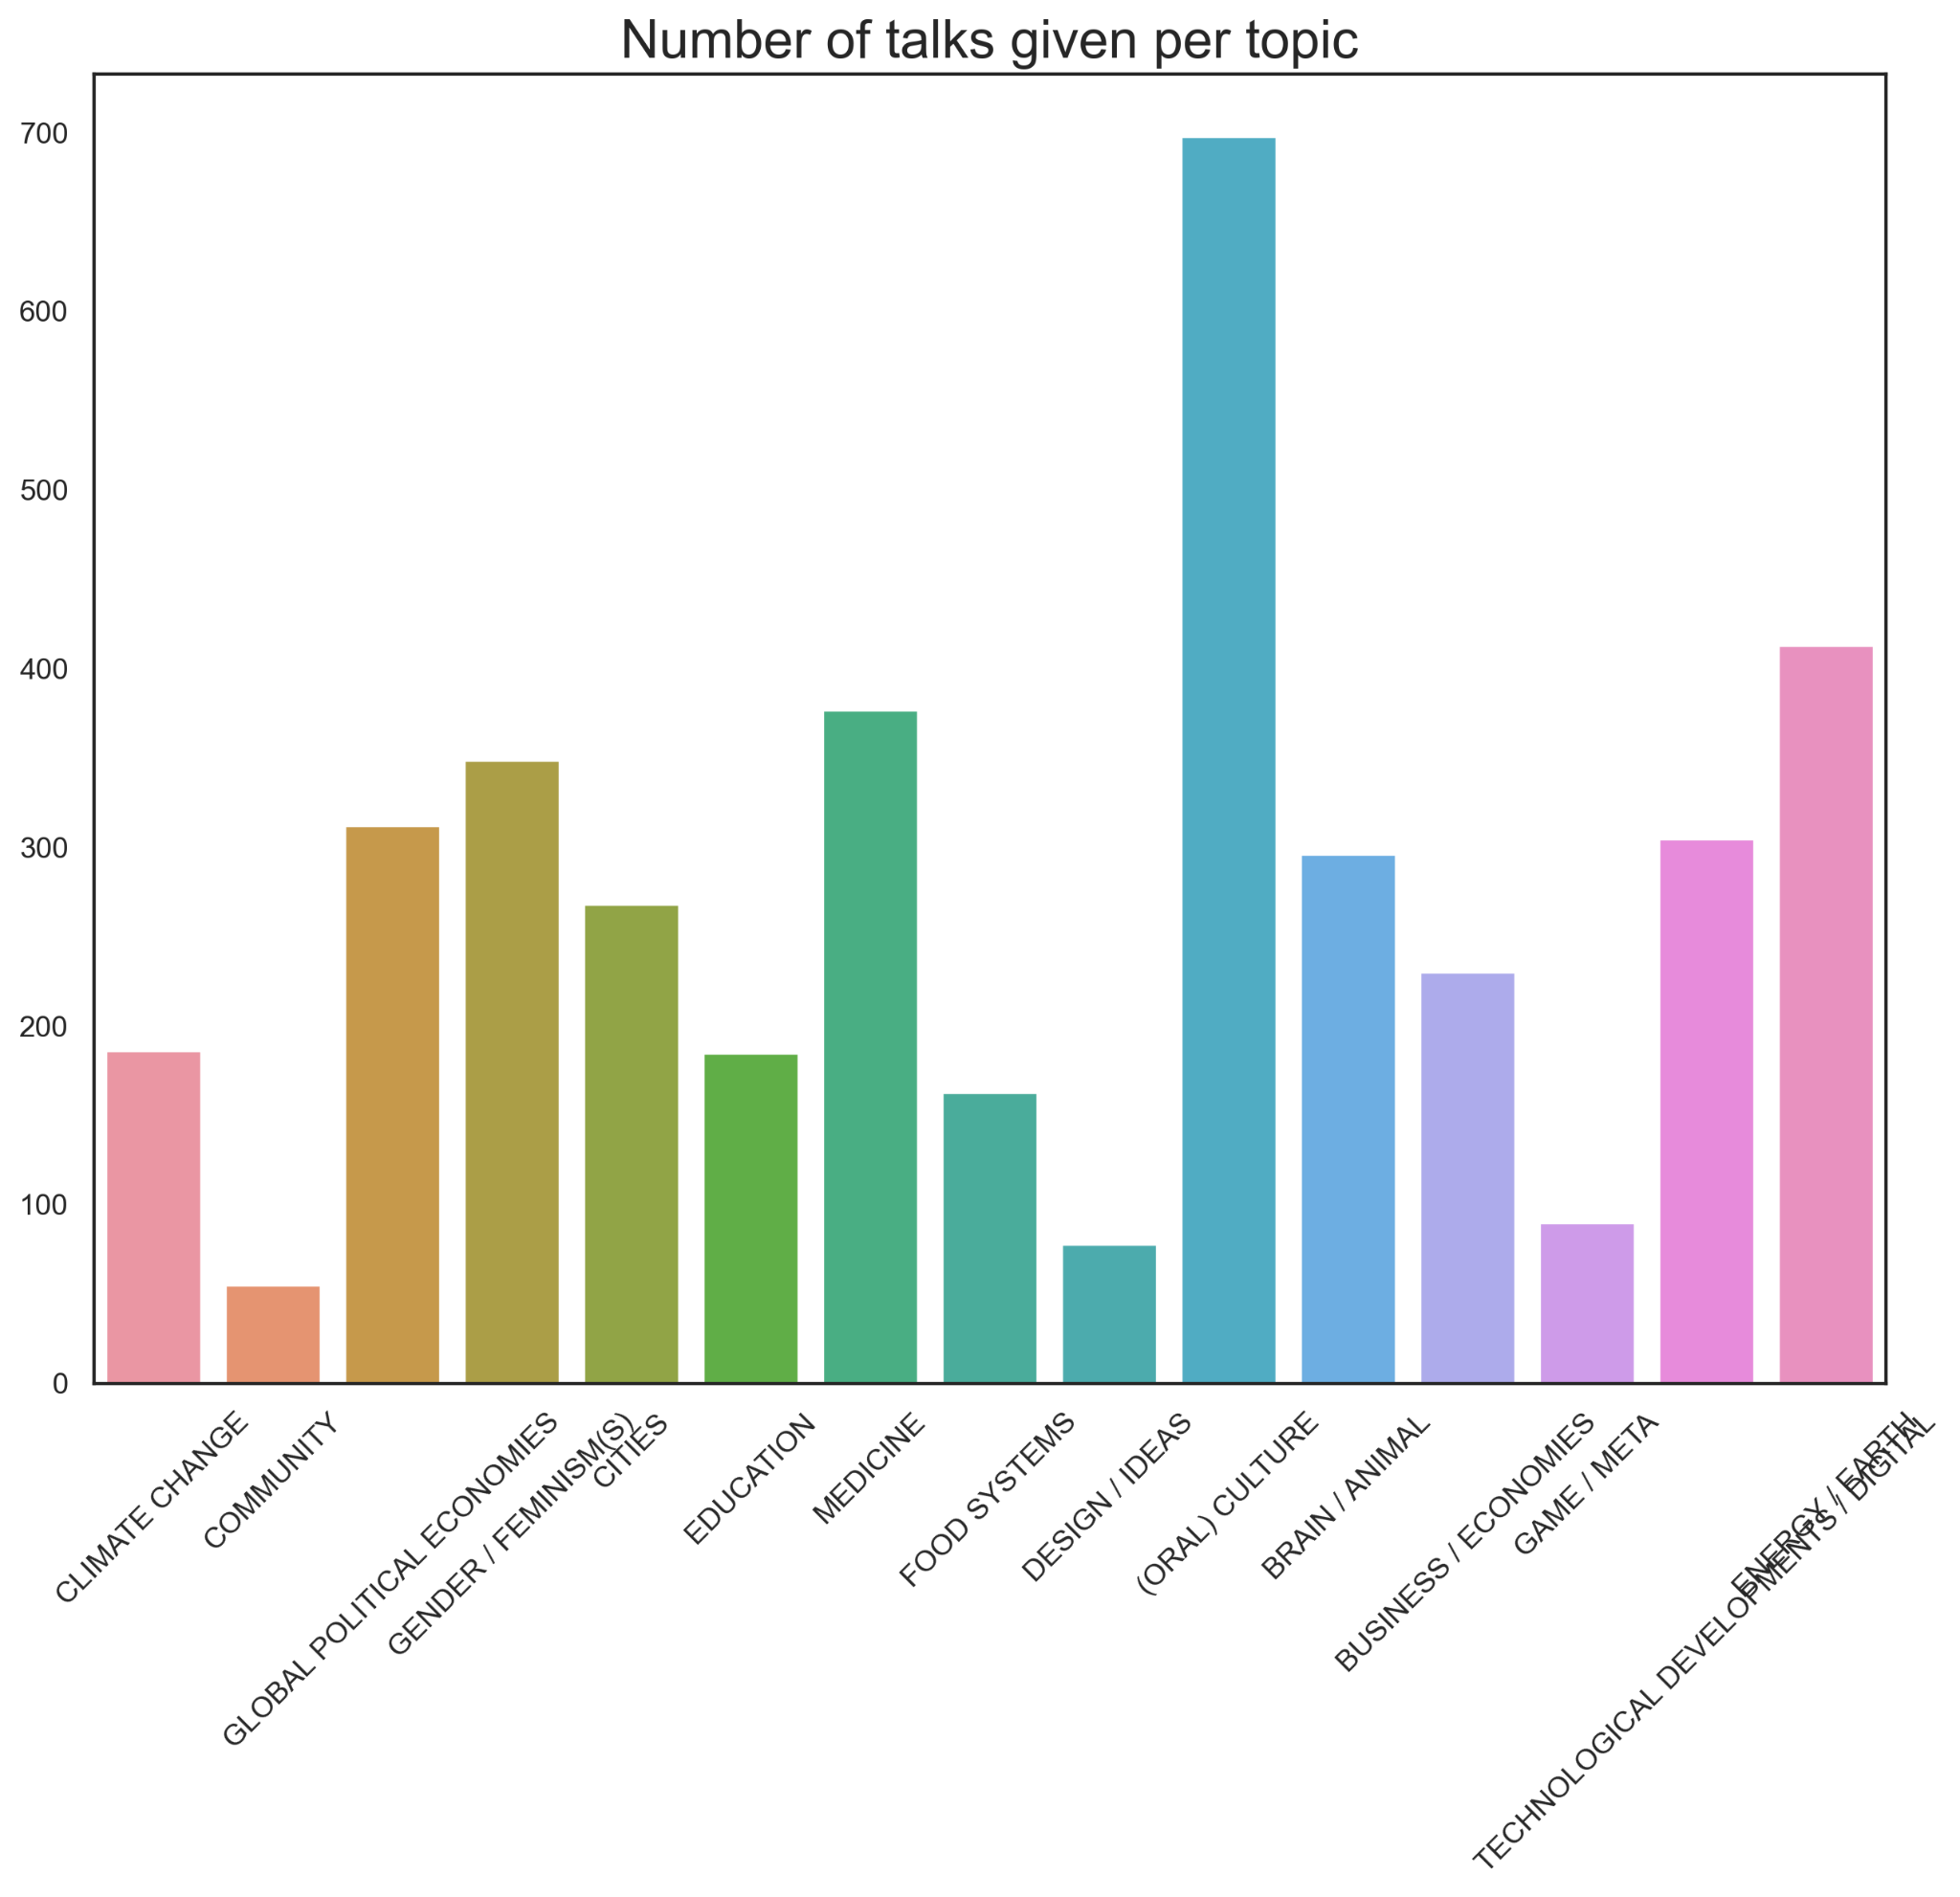 Number of talks given per topic
700
600
500
400
300
200
100
0
CLIMATE CHANGE
COMMUNITY
GLOBAL POLITICAL ECONOMIES
GENDER / FEMINISM(S)
CITIES
EDUCATION
MEDICINE
FOOD SYSTEMS
DESIGN / IDEAS
(ORAL) CULTURE
BRAIN / ANIMAL
BUSINESS / ECONOMIES
GAME / META
TECHNOLOGICAL DEVELOPMENTS / DIGITAL
ENERGY / EARTH